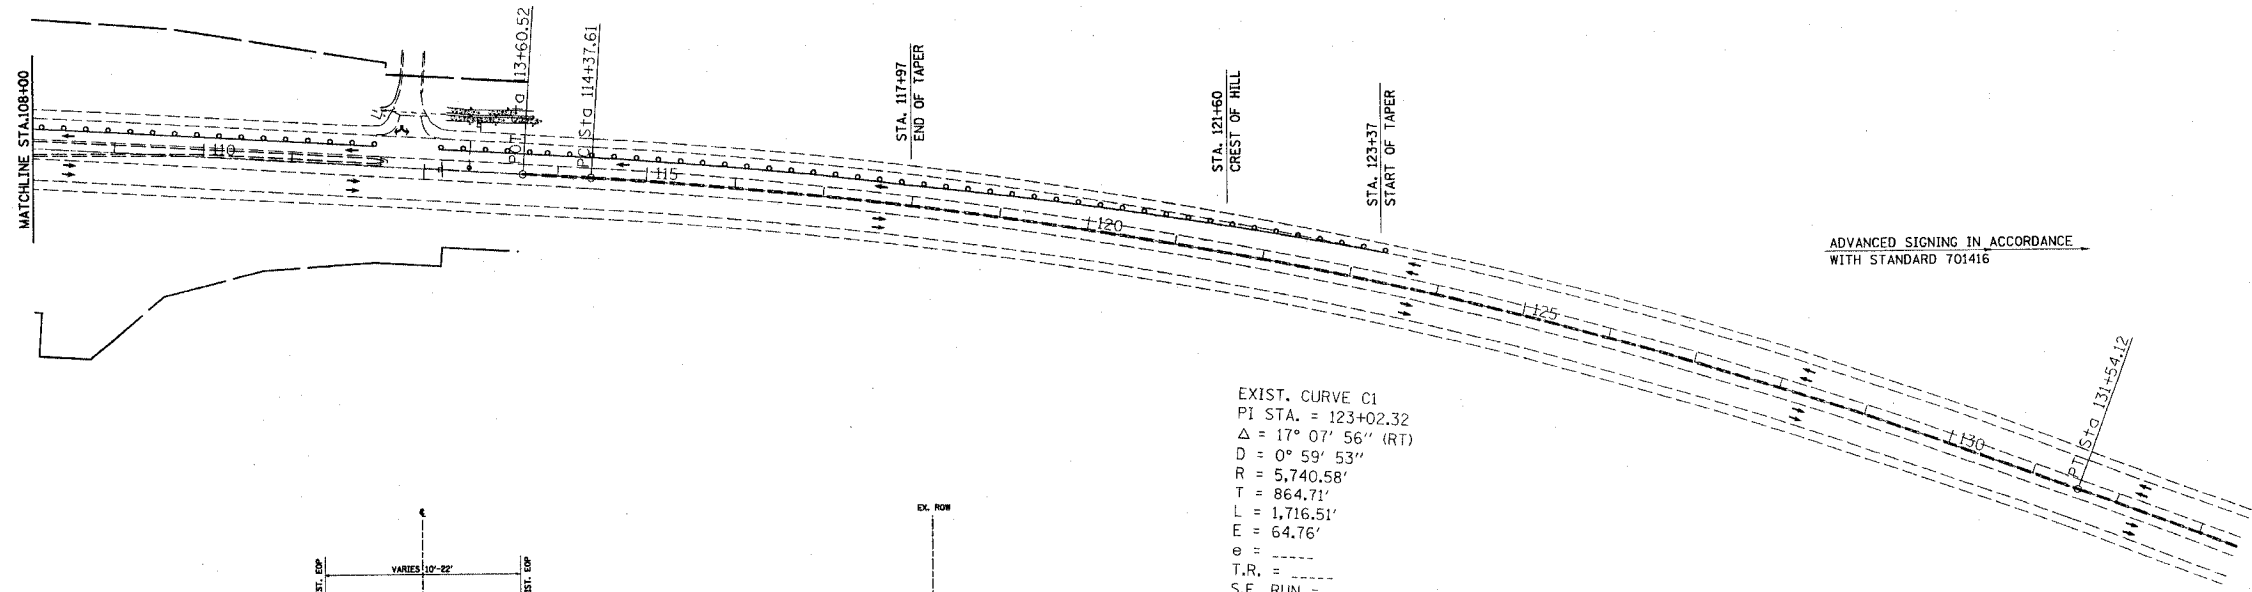 MATCHLINE STA.108+00
110
POT Sta 113+60.52
PC Sta 114+37.61
115
STA. 117+97
END OF TAPER
120
STA. 121+60
CREST OF HILL
STA. 123+37
START OF TAPER
125
ADVANCED SIGNING IN ACCORDANCE
WITH STANDARD 701416
130
PT Sta 131+54.12
EXIST. CURVE C1
PI STA. = 123+02.32
Δ = 17° 07' 56" (RT)
D = 0° 59' 53"
R = 5,740.58'
T = 864.71'
L = 1,716.51'
E = 64.76'
e = _____
T.R. = _____
S.E. RUN =
VARIES 10'-22'
EX. ROW